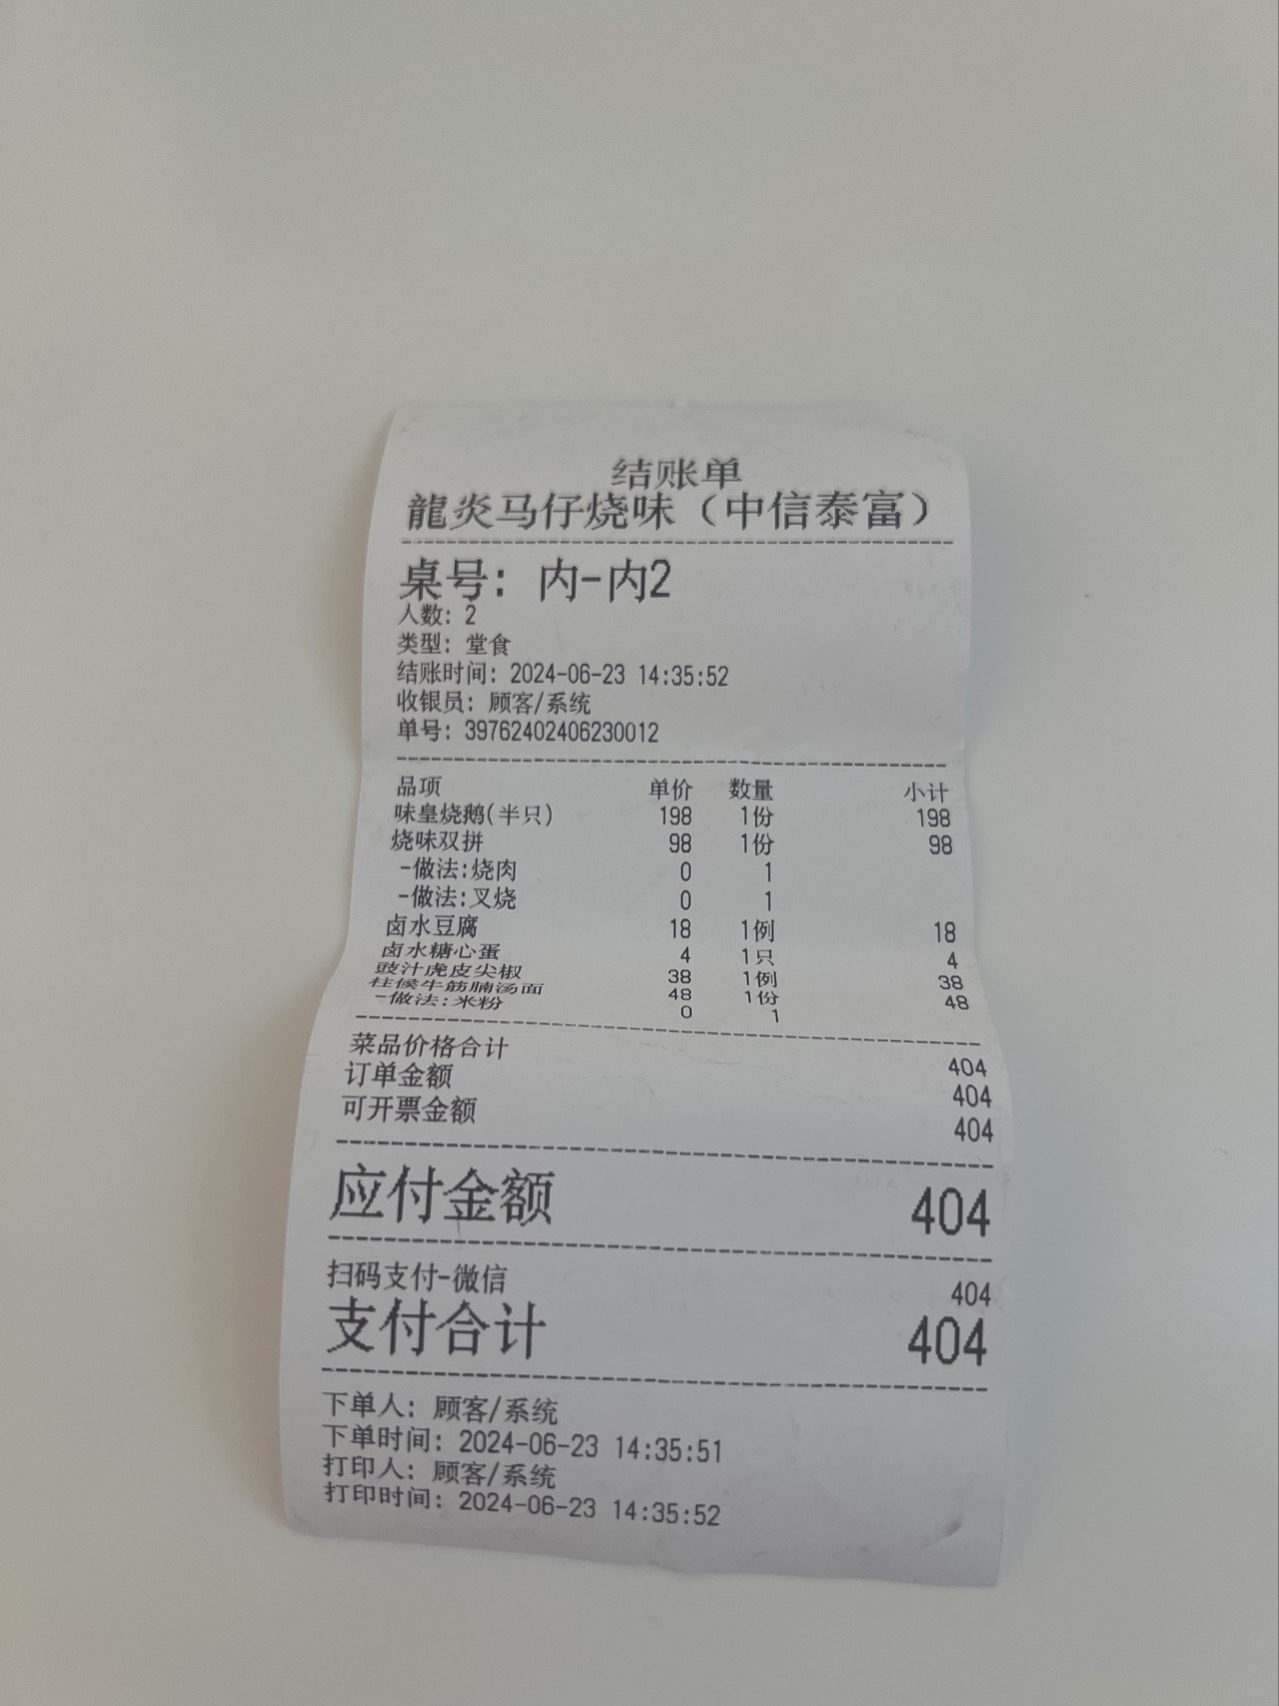 结账单
龍炎马仔烧味（中信泰富）
桌号: 内-内2
人数: 2
类型: 堂食
结账时间: 2024-06-23 14:35:52
收银员: 顾客/系统
单号: 39762402406230012
品项 单价 数量 小计
味皇烧鹅(半只) 198 1份 198
烧味双拼 98 1份 98
-做法:烧肉 0 1
-做法:叉烧 0 1
卤水豆腐 18 1例 18
卤水糖心蛋 4 1只 4
豉汁虎皮尖椒 38 1例 38
柱候牛筋腩汤面 48 1份 48
-做法:米粉 0 1
菜品价格合计 404
订单金额 404
可开票金额 404
应付金额 404
扫码支付-微信 404
支付合计 404
下单人: 顾客/系统
下单时间: 2024-06-23 14:35:51
打印人: 顾客/系统
打印时间: 2024-06-23 14:35:52